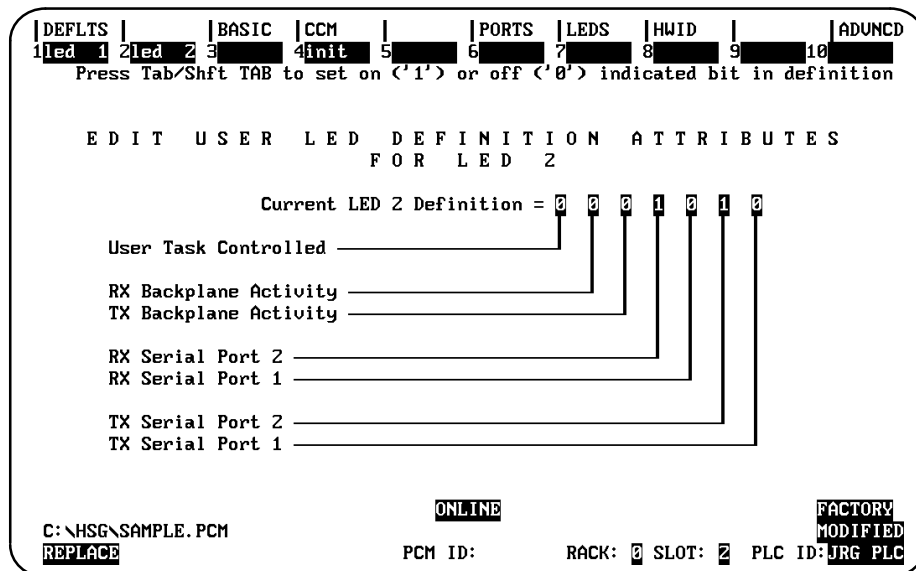 |DEFLTS | |BASIC |CCM | |PORTS |LEDS |HWID | |ADVNCD
1led 1 2led 2 3 4init 5 6 7 8 9 10
Press Tab/Shft TAB to set on ('1') or off ('0') indicated bit in definition
E D I T U S E R L E D D E F I N I T I O N A T T R I B U T E S
F O R L E D 2
Current LED 2 Definition = 0 0 0 1 0 1 0
User Task Controlled
RX Backplane Activity
TX Backplane Activity
RX Serial Port 2
RX Serial Port 1
TX Serial Port 2
TX Serial Port 1
ONLINE FACTORY
C:\HSG\SAMPLE.PCM MODIFIED
REPLACE PCM ID: RACK: 0 SLOT: 2 PLC ID: JRG PLC